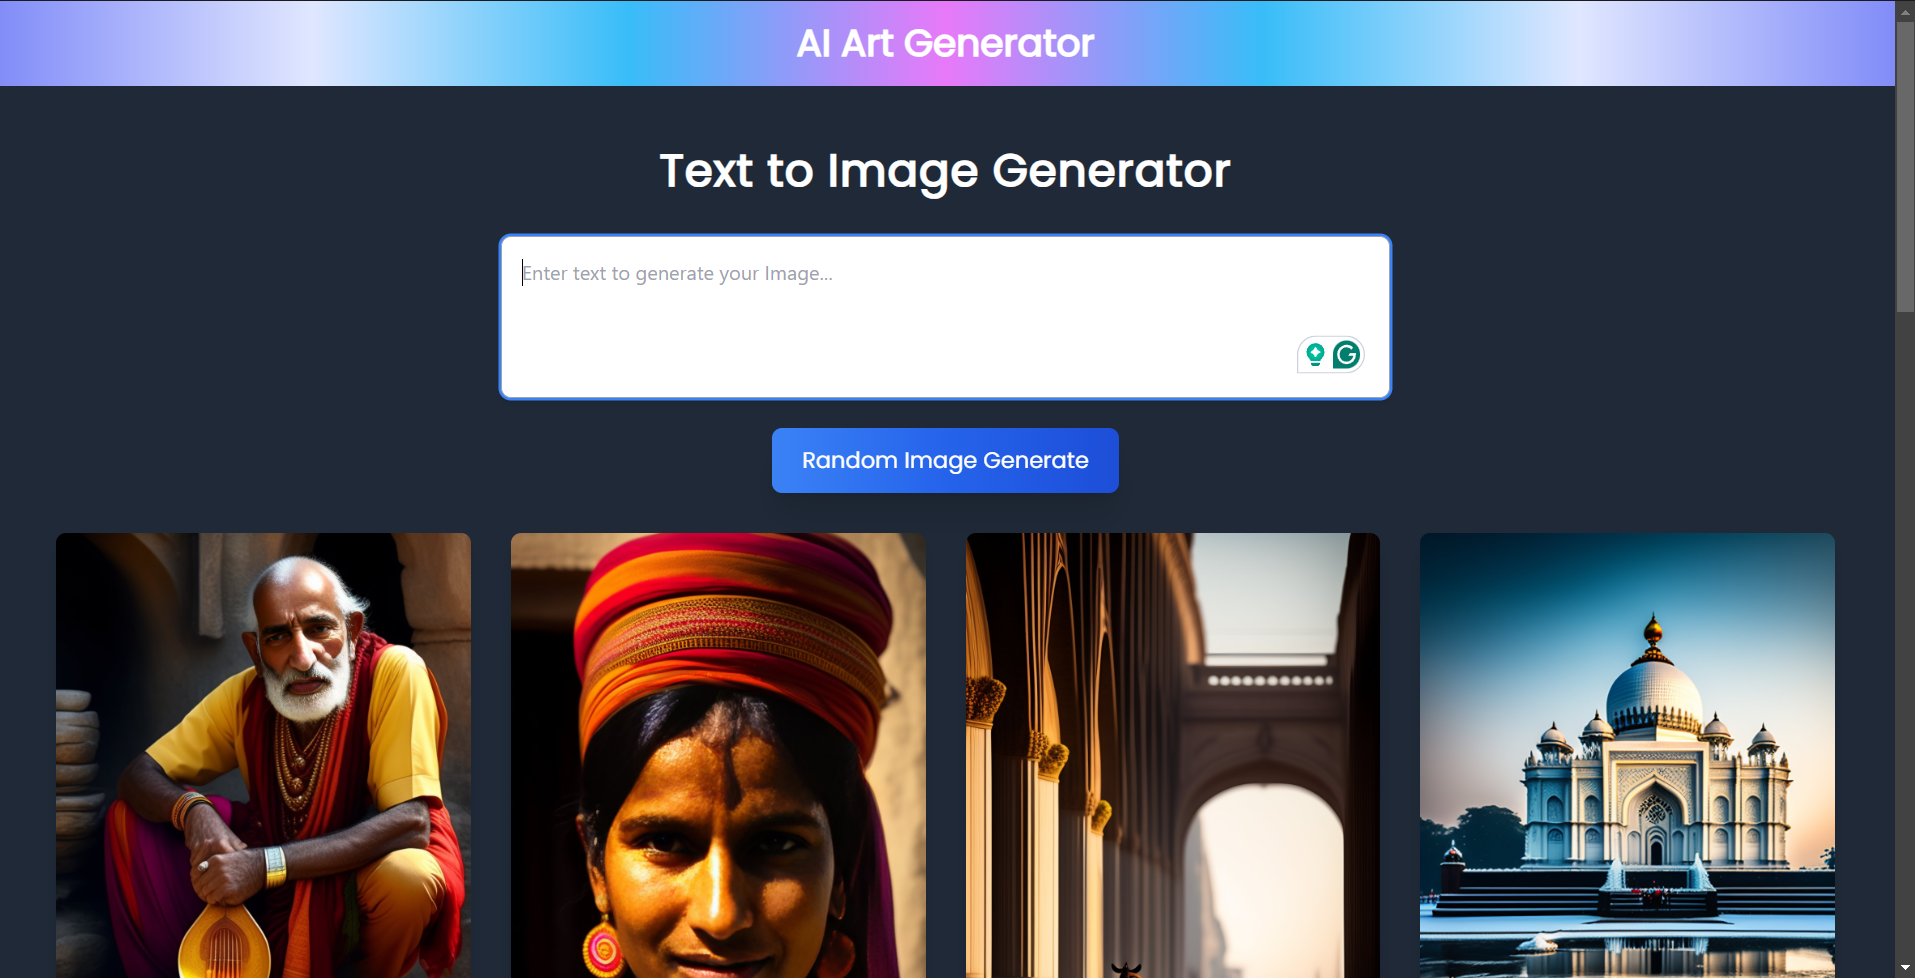 AI Art Generator
Text to Image Generator
Enter text to generate your Image...
Random Image Generate